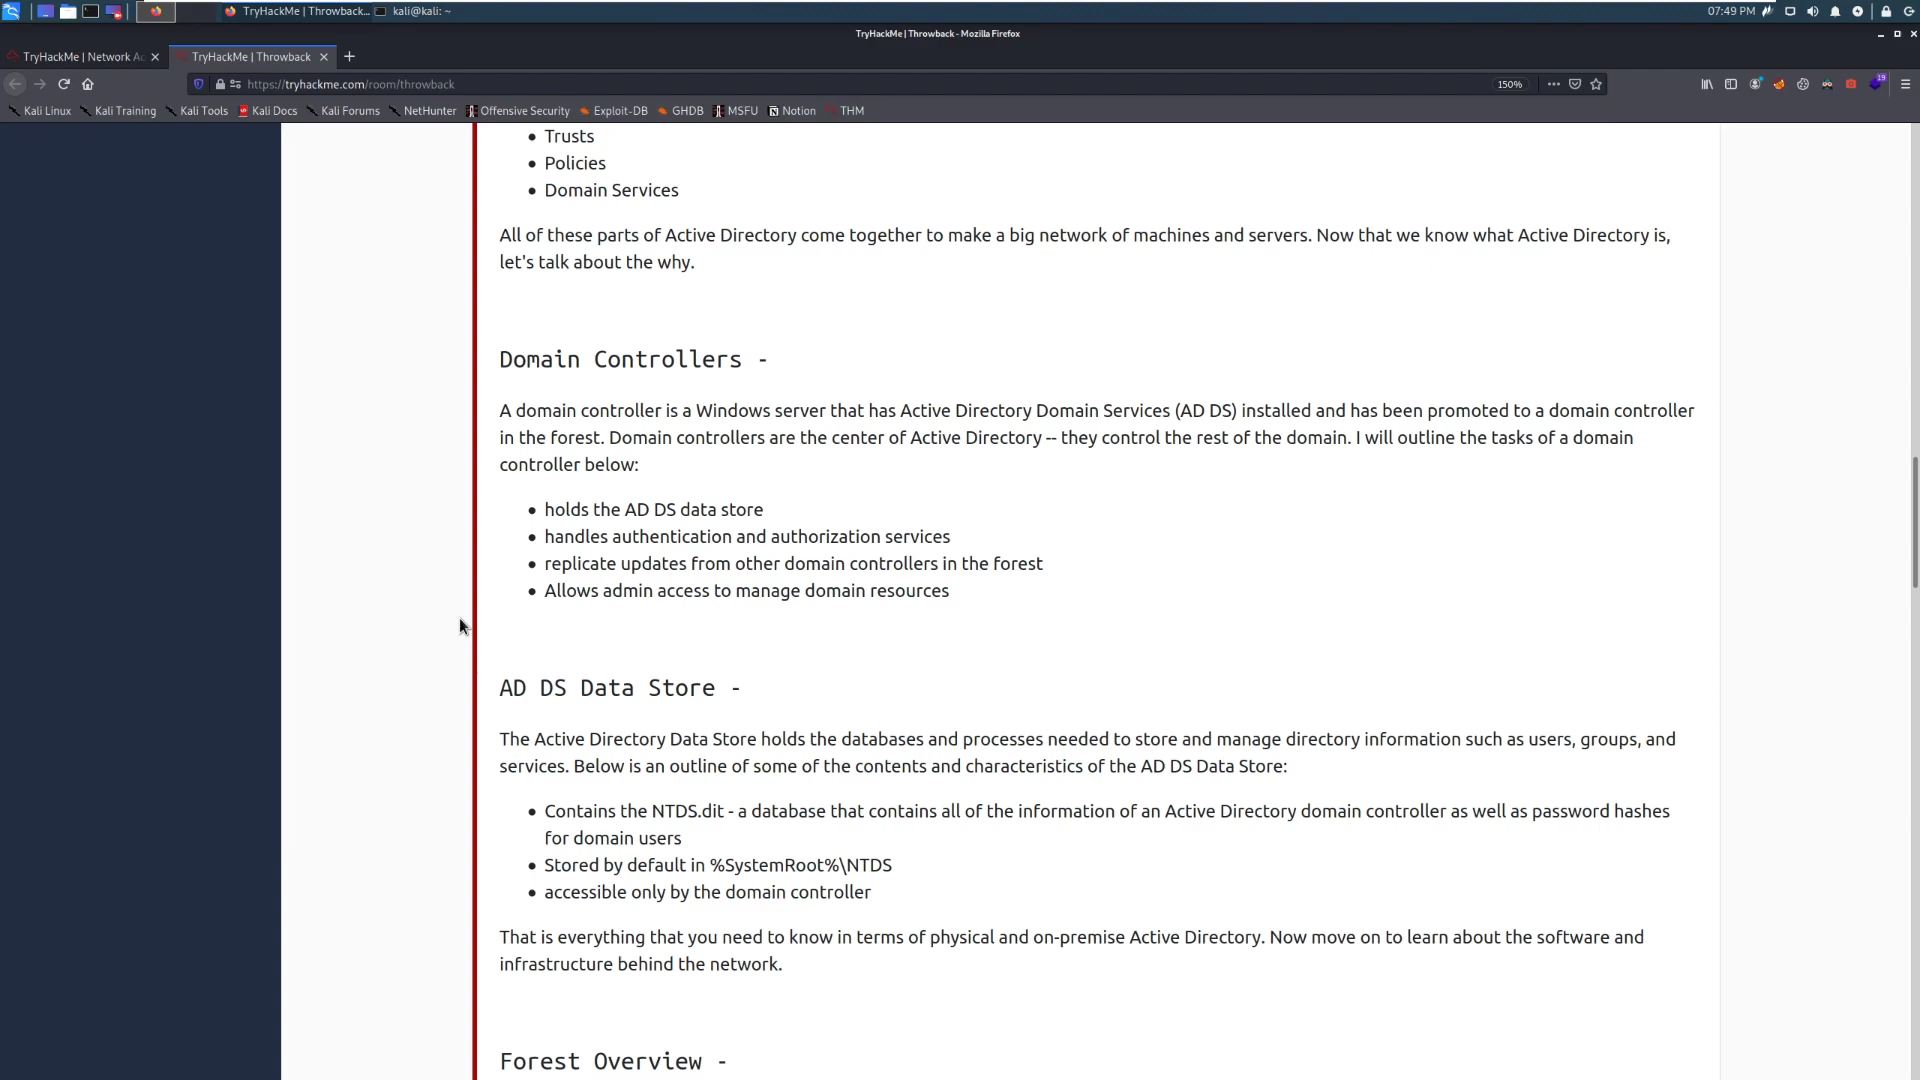 TryHackMe | Throwback... kali@kali: ~ 07:49 PM
TryHackMe | Throwback - Mozilla Firefox
TryHackMe | Network Ac TryHackMe | Throwback
https://tryhackme.com/room/throwback 150% 19
Kali Linux Kali Training Kali Tools Kali Docs Kali Forums NetHunter Offensive Security Exploit-DB GHDB MSFU Notion THM
• Trusts
• Policies
• Domain Services
All of these parts of Active Directory come together to make a big network of machines and servers. Now that we know what Active Directory is,
let's talk about the why.
Domain Controllers -
A domain controller is a Windows server that has Active Directory Domain Services (AD DS) installed and has been promoted to a domain controller
in the forest. Domain controllers are the center of Active Directory -- they control the rest of the domain. I will outline the tasks of a domain
controller below:
• holds the AD DS data store
• handles authentication and authorization services
• replicate updates from other domain controllers in the forest
• Allows admin access to manage domain resources
AD DS Data Store -
The Active Directory Data Store holds the databases and processes needed to store and manage directory information such as users, groups, and
services. Below is an outline of some of the contents and characteristics of the AD DS Data Store:
• Contains the NTDS.dit - a database that contains all of the information of an Active Directory domain controller as well as password hashes
for domain users
• Stored by default in %SystemRoot%\NTDS
• accessible only by the domain controller
That is everything that you need to know in terms of physical and on-premise Active Directory. Now move on to learn about the software and
infrastructure behind the network.
Forest Overview -